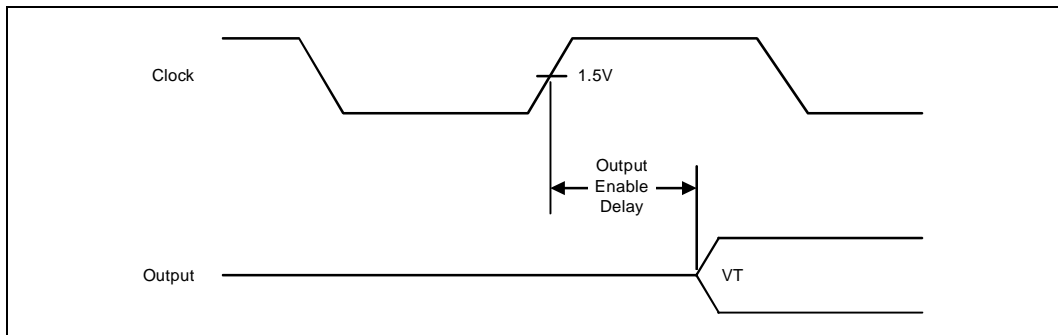 Clock
1.5V
Output
Enable
Delay
Output
VT